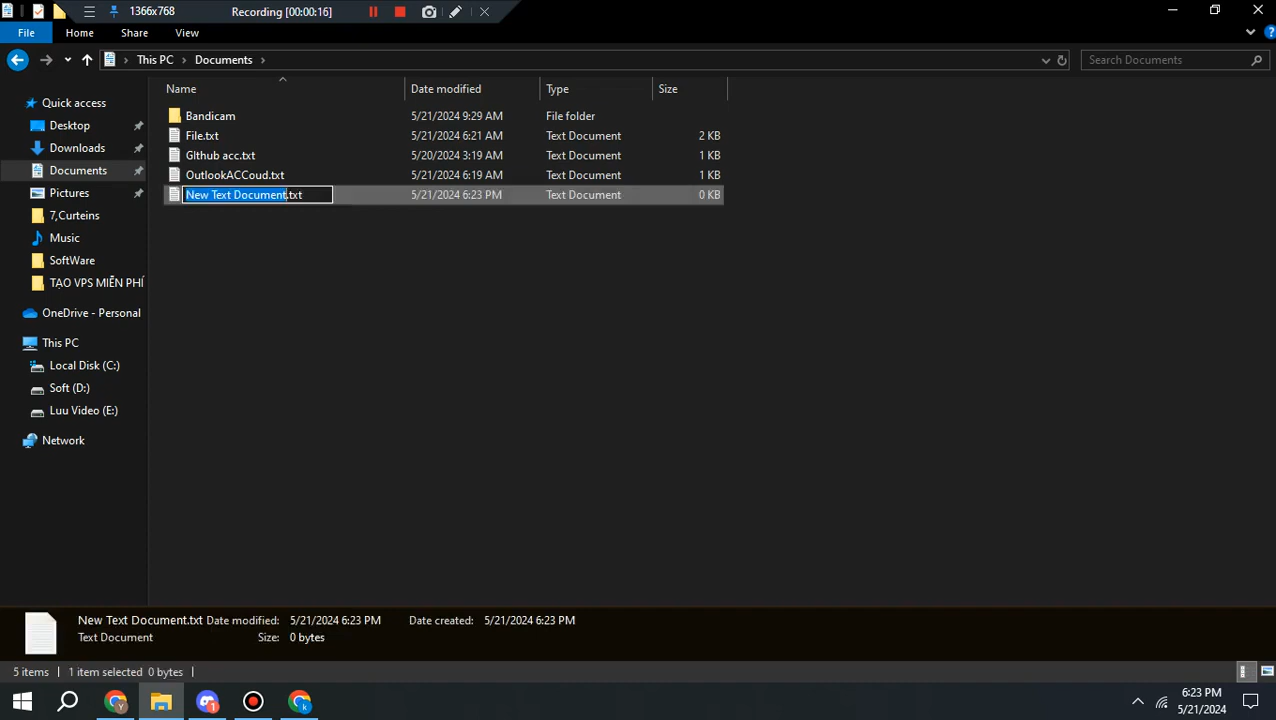 1366x768 Recording [00:00:16]
File Home Share View
This PC Documents Search Documents
Name Date modified Type Size
Quick access
Desktop
Downloads
Documents
Pictures
7,Curteins
Music
SoftWare
TẠO VPS MIỄN PHÍ
OneDrive - Personal
This PC
Local Disk (C:)
Soft (D:)
Luu Video (E:)
Network
Bandicam 5/21/2024 9:29 AM File folder
File.txt 5/21/2024 6:21 AM Text Document 2 KB
GIthub acc.txt 5/20/2024 3:19 AM Text Document 1 KB
OutlookACCoud.txt 5/21/2024 6:19 AM Text Document 1 KB
New Text Document.txt 5/21/2024 6:23 PM Text Document 0 KB
New Text Document.txt Date modified: 5/21/2024 6:23 PM Date created: 5/21/2024 6:23 PM
Text Document Size: 0 bytes
5 items 1 item selected 0 bytes
Y 1 k
6:23 PM
5/21/2024